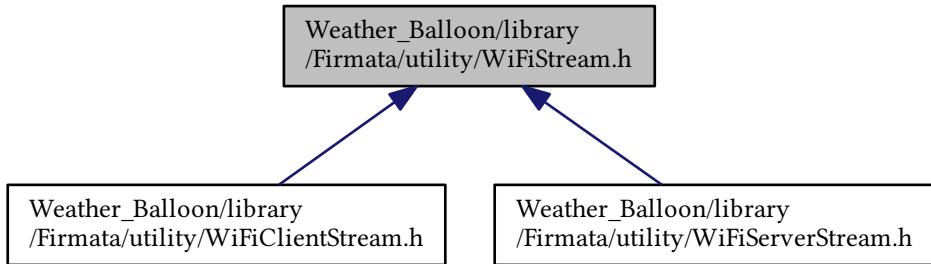 Weather_Balloon/library
/Firmata/utility/WiFiStream.h
Weather_Balloon/library
/Firmata/utility/WiFiClientStream.h
Weather_Balloon/library
/Firmata/utility/WiFiServerStream.h